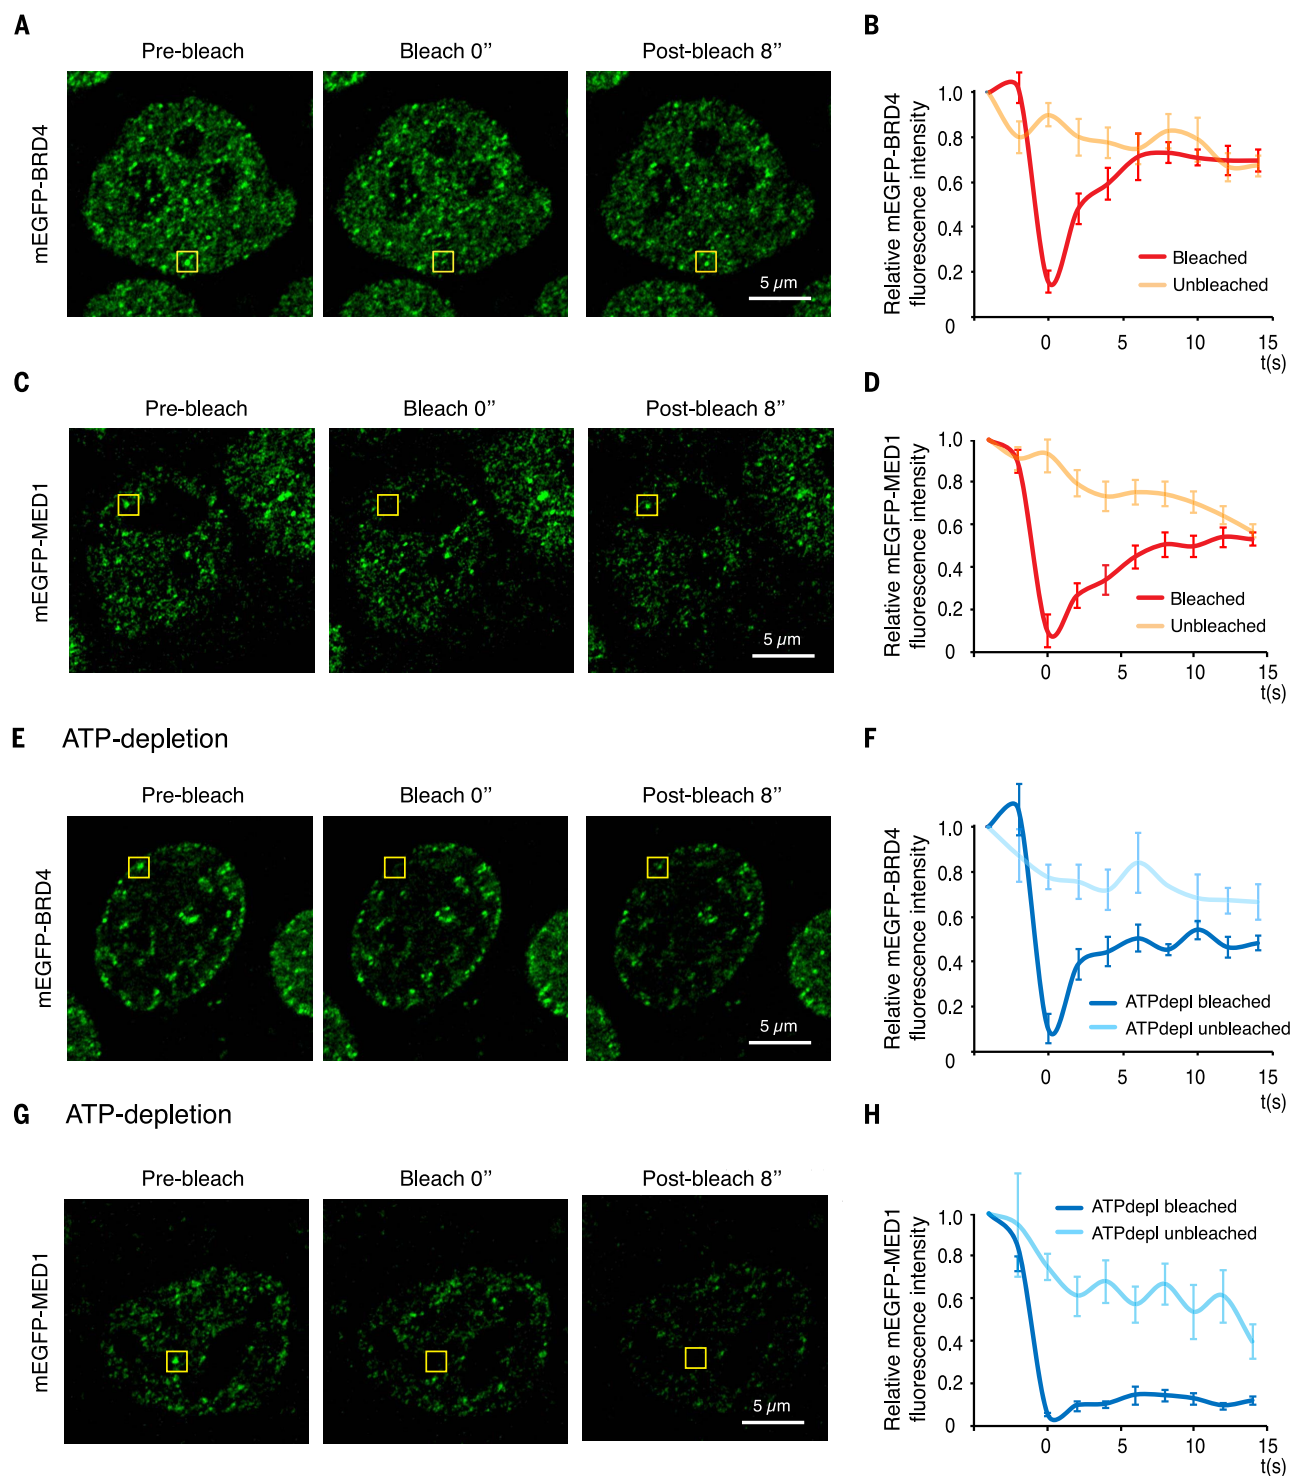 A
Pre-bleach
Bleach 0”
Post-bleach 8”
mEGFP-BRD4
5 µm
B
Relative mEGFP-BRD4
fluorescence intensity
1.0
0.8
0.6
0.4
0.2
0
Bleached
Unbleached
0
5
10
15
t(s)
C
Pre-bleach
Bleach 0”
Post-bleach 8”
mEGFP-MED1
5 µm
D
Relative mEGFP-MED1
fluorescence intensity
1.0
0.8
0.6
0.4
0.2
0
Bleached
Unbleached
0
5
10
15
t(s)
E ATP-depletion
Pre-bleach
Bleach 0”
Post-bleach 8”
mEGFP-BRD4
5 µm
F
Relative mEGFP-BRD4
fluorescence intensity
1.0
0.8
0.6
0.4
0.2
0
ATPdepl bleached
ATPdepl unbleached
0
5
10
15
t(s)
G ATP-depletion
Pre-bleach
Bleach 0”
Post-bleach 8”
mEGFP-MED1
5 µm
H
Relative mEGFP-MED1
fluorescence intensity
1.0
0.8
0.6
0.4
0.2
0
ATPdepl bleached
ATPdepl unbleached
0
5
10
15
t(s)